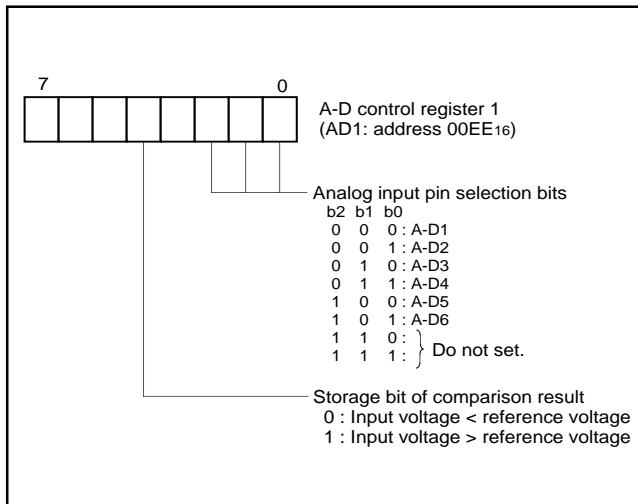 7 0
A-D control register 1
(AD1: address 00EE16)
Analog input pin selection bits
b2 b1 b0
0 0 0 : A-D1
0 0 1 : A-D2
0 1 0 : A-D3
0 1 1 : A-D4
1 0 0 : A-D5
1 0 1 : A-D6
1 1 0 :
1 1 1 :
Do not set.
Storage bit of comparison result
0 : Input voltage < reference voltage
1 : Input voltage > reference voltage